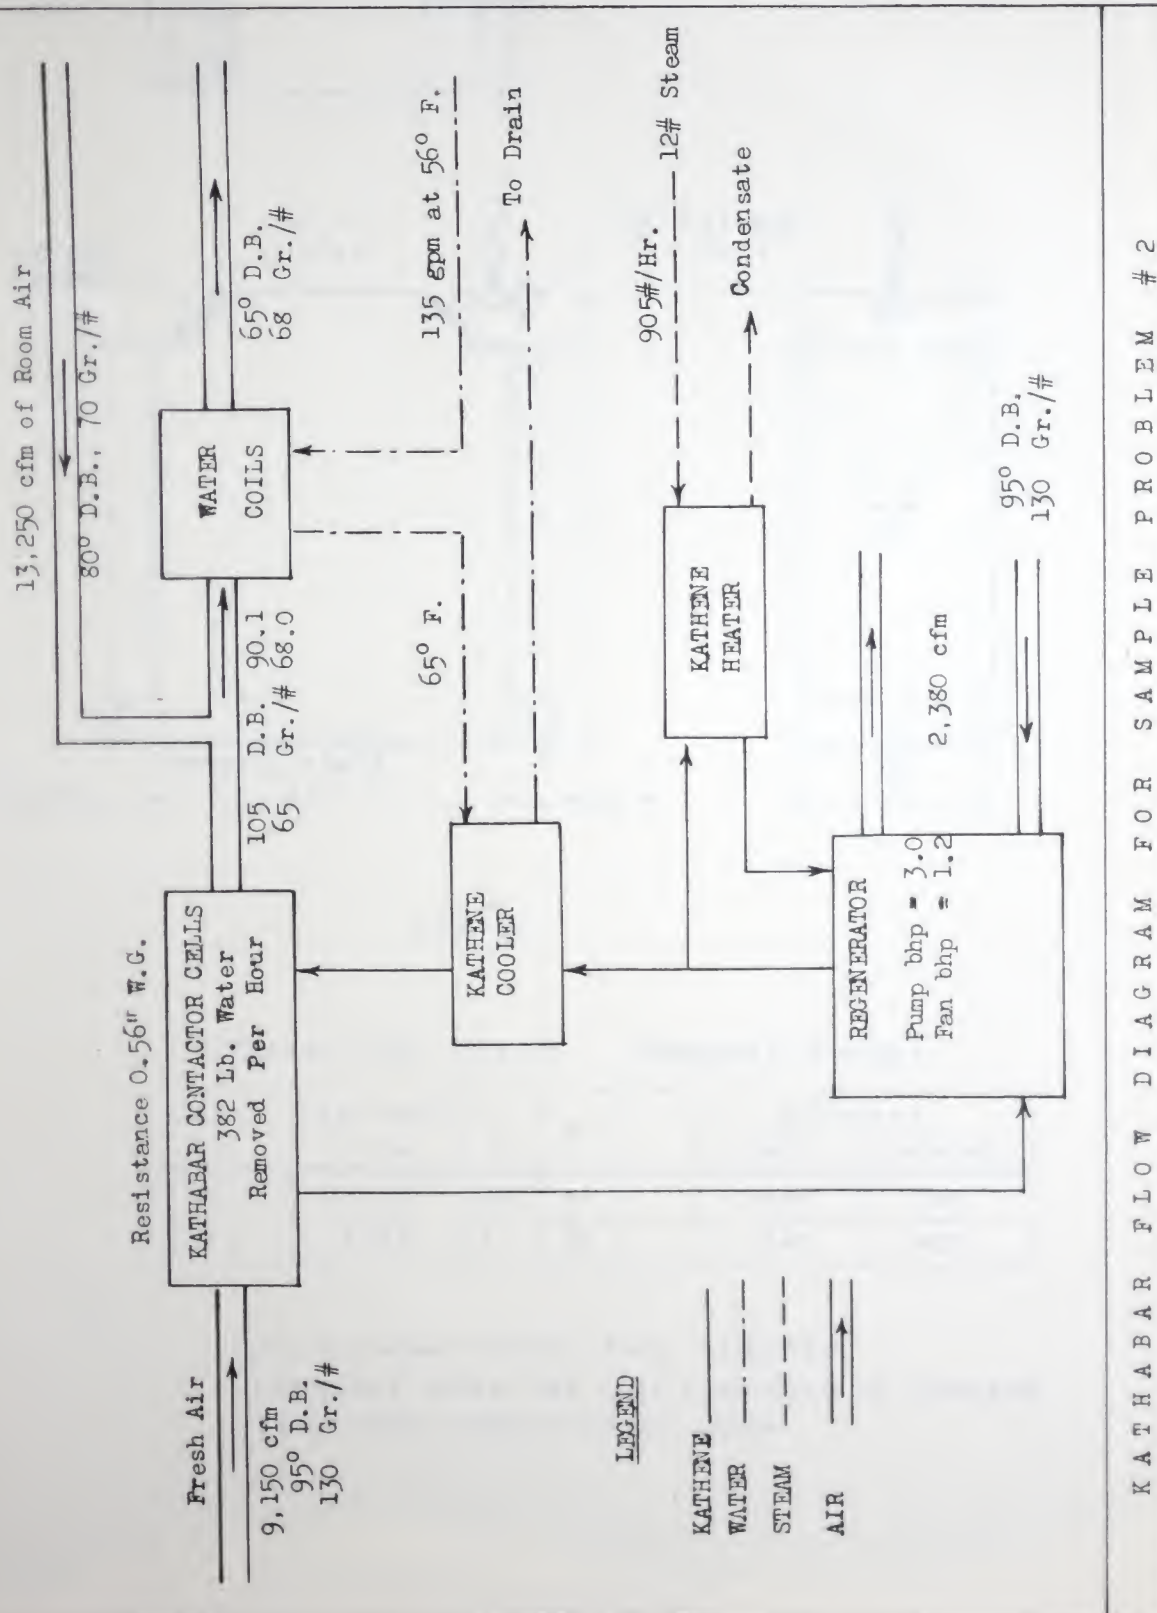 13,250 cfm of Room Air
80° D.B., 70 Gr./#
Resistance 0.56" W.G.
Fresh Air
9,150 cfm
95° D.B.
130 Gr./#
KATHABAR CONTACTOR CELLS
382 Lb. Water
Removed Per Hour
105 D.B. 90.1
65 Gr./# 68.0
WATER
COILS
65° D.B.
68 Gr./#
135 gpm at 56° F.
65° F.
To Drain
KATHENE
COOLER
905#/Hr.
12# Steam
Condensate
KATHENE
HEATER
REGENERATOR
Pump bhp = 3.0
Fan bhp = 1.2
2,380 cfm
95° D.B.
130 Gr./#
LEGEND
KATHENE
WATER
STEAM
AIR
KATHABAR FLOW DIAGRAM FOR SAMPLE PROBLEM #2